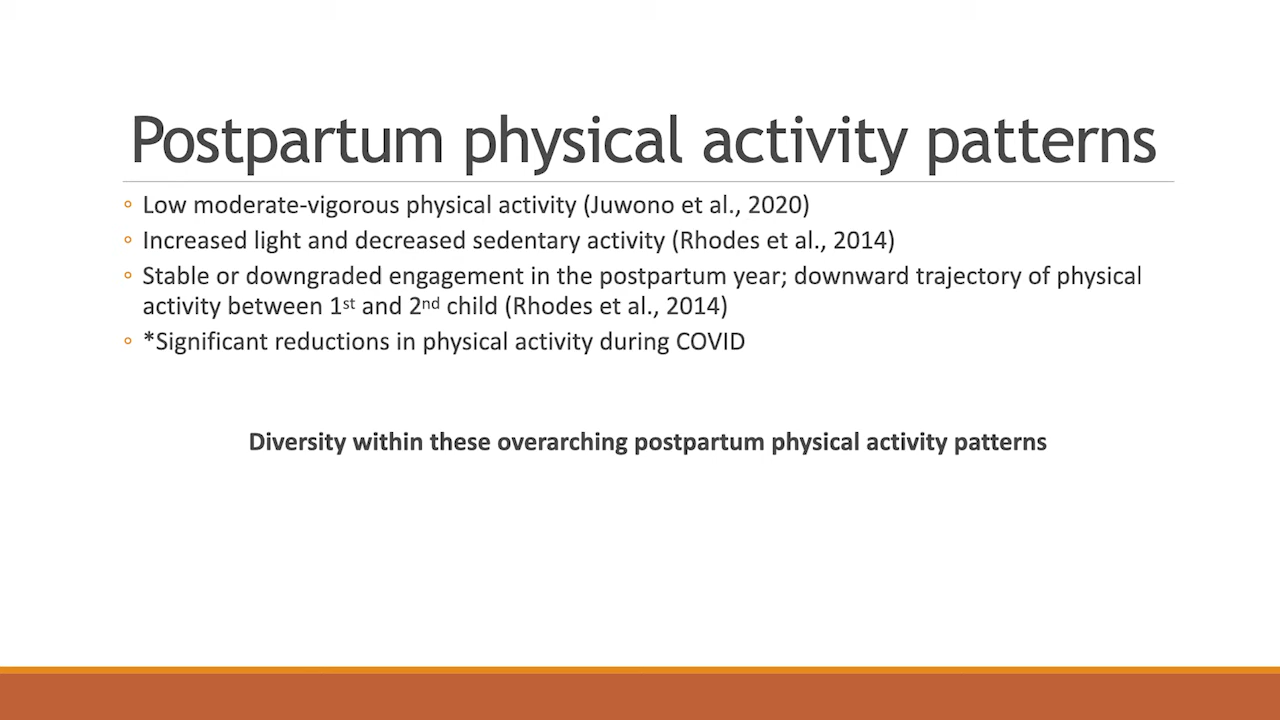 Postpartum physical activity patterns
◦ Low moderate-vigorous physical activity (Juwono et al., 2020)
◦ Increased light and decreased sedentary activity (Rhodes et al., 2014)
◦ Stable or downgraded engagement in the postpartum year; downward trajectory of physical
activity between 1st and 2nd child (Rhodes et al., 2014)
◦ *Significant reductions in physical activity during COVID
Diversity within these overarching postpartum physical activity patterns